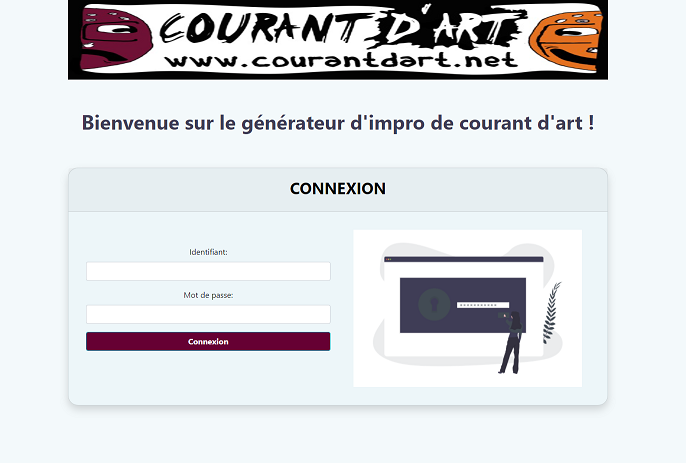 COURANT D'ART
www.courantdart.net
Bienvenue sur le générateur d'impro de courant d'art !
CONNEXION
Identifiant:
Mot de passe:
Connexion